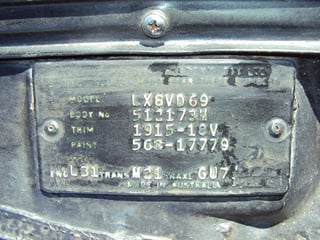 MODEL LX8VD69
BODY No 512173M
TRIM 1915-18V
PAINT 568-17779
ENG L31 TRANS M21 AXLE GU7
MADE IN AUSTRALIA